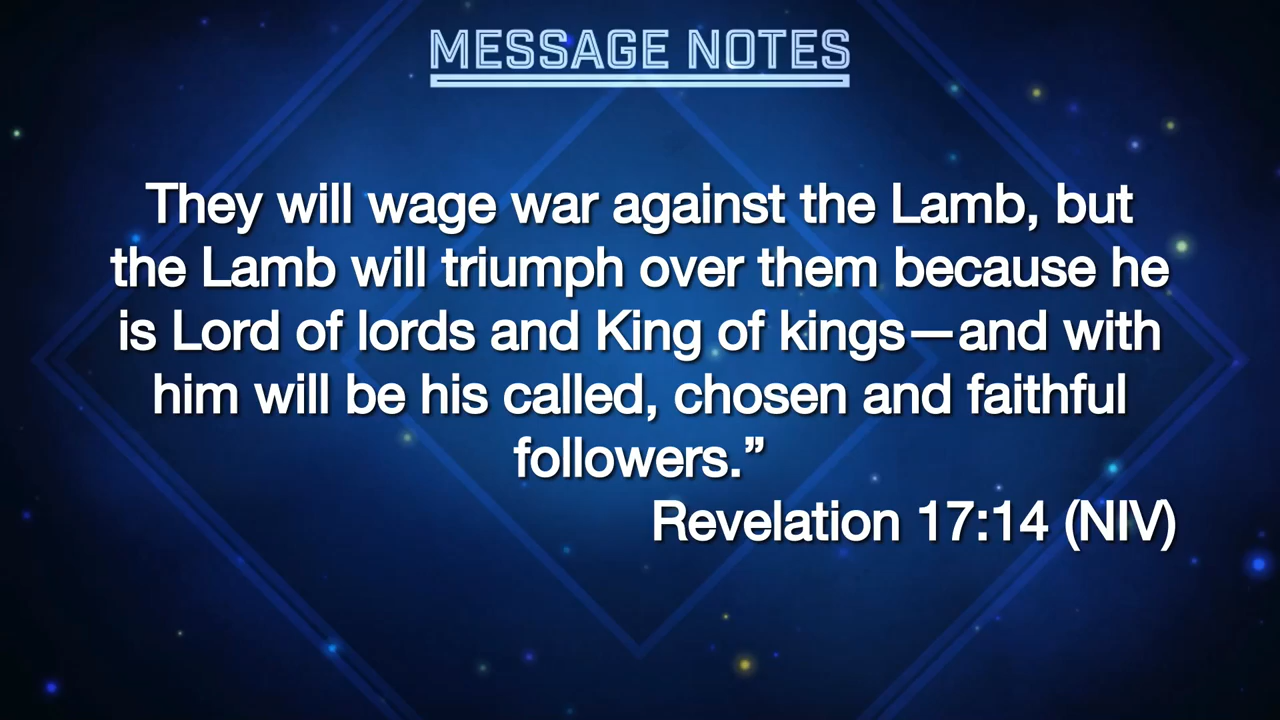 MESSAGE NOTES
They will wage war against the Lamb, but
the Lamb will triumph over them because he
is Lord of lords and King of kings—and with
him will be his called, chosen and faithful
followers.”
Revelation 17:14 (NIV)